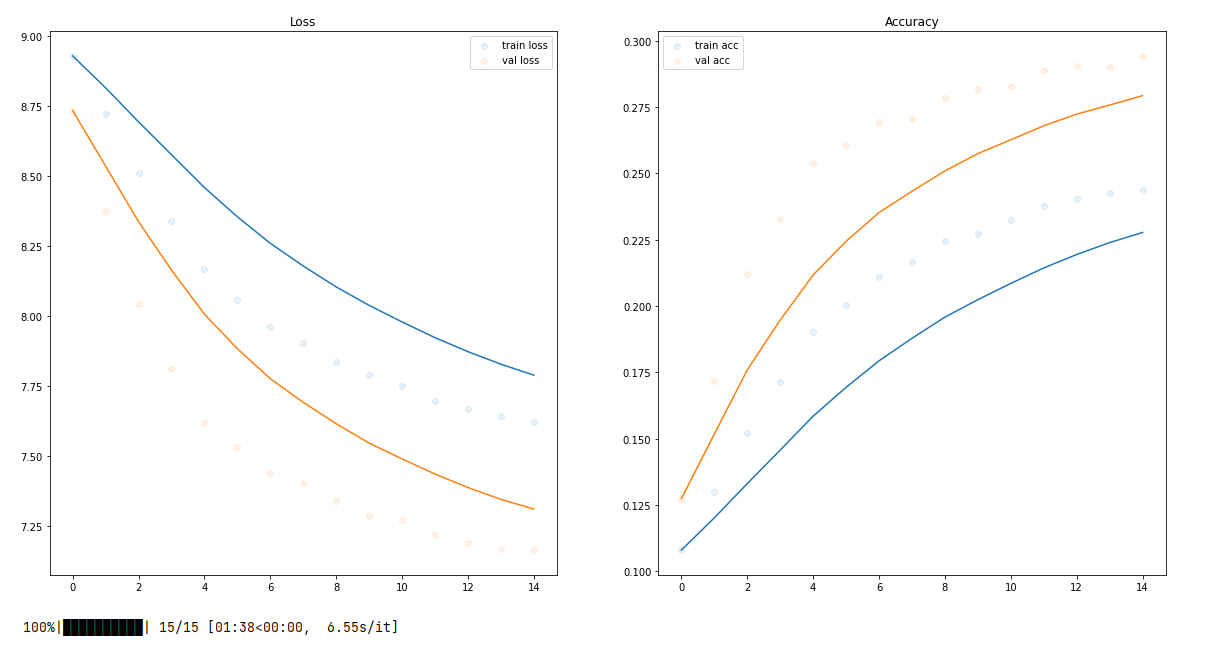 Loss
9.00
8.75
8.50
8.25
8.00
7.75
7.50
7.25
0 2 4 6 8 10 12 14
train loss
val loss
Accuracy
0.300
0.275
0.250
0.225
0.200
0.175
0.150
0.125
0.100
0 2 4 6 8 10 12 14
train acc
val acc
100%|██████████| 15/15 [01:38<00:00, 6.55s/it]